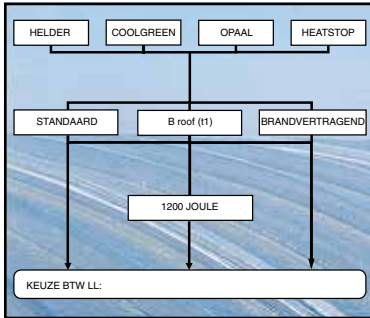 HELDER
COOLGREEN
OPAAL
HEATSTOP
STANDAARD
B roof (t1)
BRANDVERTRAGEND
1200 JOULE
KEUZE BTW LL: